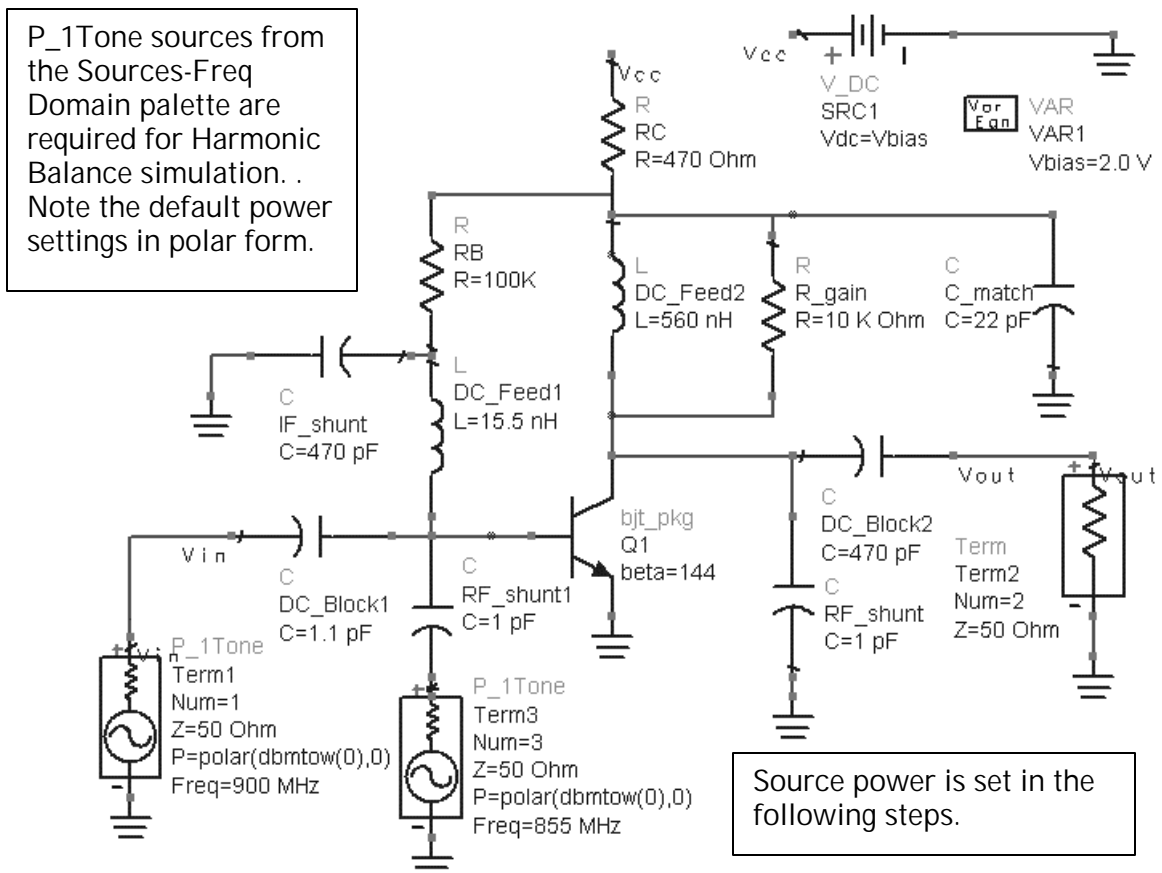 P_1Tone sources from
the Sources-Freq
Domain palette are
required for Harmonic
Balance simulation. .
Note the default power
settings in polar form.
Vcc
R
RC
R=470 Ohm
Vcc
+
V_DC
SRC1
Vdc=Vbias
Var
Eqn
VAR
VAR1
Vbias=2.0 V
R
RB
R=100K
L
DC_Feed2
L=560 nH
R
R_gain
R=10 K Ohm
C
C_match
C=22 pF
C
IF_shunt
C=470 pF
L
DC_Feed1
L=15.5 nH
Vin
C
DC_Block1
C=1.1 pF
C
RF_shunt1
C=1 pF
bjt_pkg
Q1
beta=144
C
DC_Block2
C=470 pF
C
RF_shunt
C=1 pF
Vout
+
Vout
Term
Term2
Num=2
Z=50 Ohm
-
+
Vin
P_1Tone
Term1
Num=1
Z=50 Ohm
P=polar(dbmtow(0),0)
Freq=900 MHz
-
+
P_1Tone
Term3
Num=3
Z=50 Ohm
P=polar(dbmtow(0),0)
Freq=855 MHz
-
Source power is set in the
following steps.